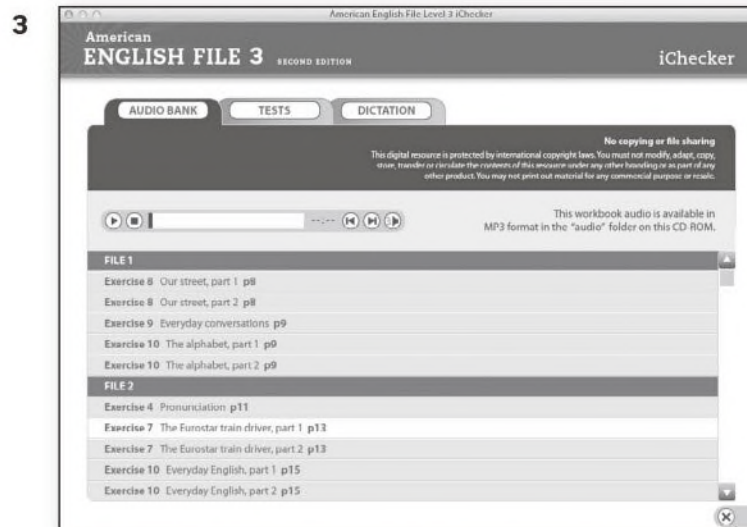 3
American English File Level 3 iChecker
American
ENGLISH FILE 3 SECOND EDITION
iChecker
AUDIO BANK TESTS DICTATION
No copying or file sharing
This digital resource is protected by international copyright laws. You must not modify, adapt, copy,
store, transfer or circulate the contents of this resource under any other branding or as part of any
other product. You may not print out material for any commercial purpose or resale.
--:--
This workbook audio is available in
MP3 format in the "audio" folder on this CD-ROM.
FILE 1
Exercise 8 Our street, part 1 p8
Exercise 8 Our street, part 2 p8
Exercise 9 Everyday conversations p9
Exercise 10 The alphabet, part 1 p9
Exercise 10 The alphabet, part 2 p9
FILE 2
Exercise 4 Pronunciation p11
Exercise 7 The Eurostar train driver, part 1 p13
Exercise 7 The Eurostar train driver, part 2 p13
Exercise 10 Everyday English, part 1 p15
Exercise 10 Everyday English, part 2 p15